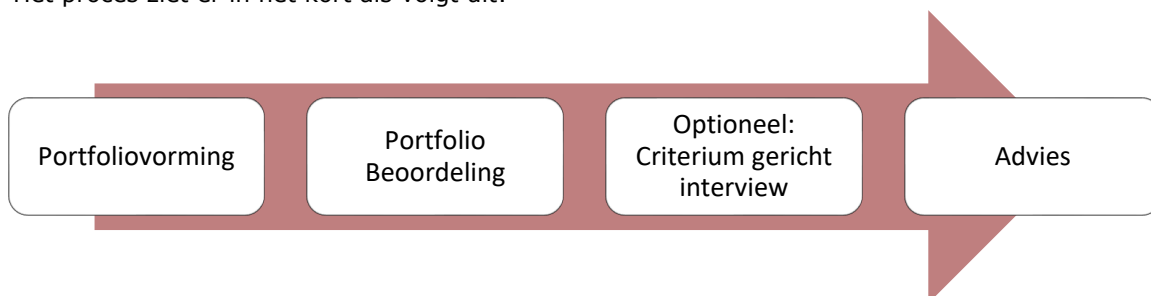 Het proces ziet er in het kort als volgt uit:
Portfoliovorming
Portfolio
Beoordeling
Optioneel:
Criterium gericht
interview
Advies